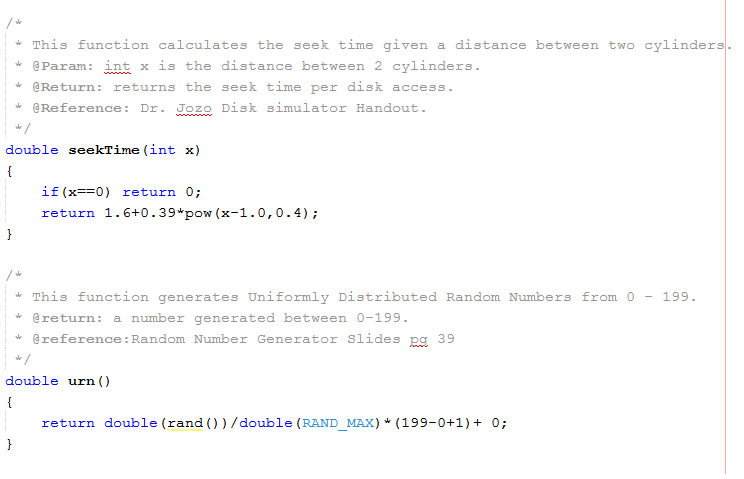 /*
 * This function calculates the seek time given a distance between two cylinders.
 * @Param: int x is the distance between 2 cylinders.
 * @Return: returns the seek time per disk access.
 * @Reference: Dr. Jozo Disk simulator Handout.
 */
double seekTime(int x)
{
    if(x==0) return 0;
    return 1.6+0.39*pow(x-1.0,0.4);
}

/*
 * This function generates Uniformly Distributed Random Numbers from 0 - 199.
 * @return: a number generated between 0-199.
 * @reference:Random Number Generator Slides pg 39
 */
double urn()
{
    return double(rand())/double(RAND_MAX)*(199-0+1)+ 0;
}